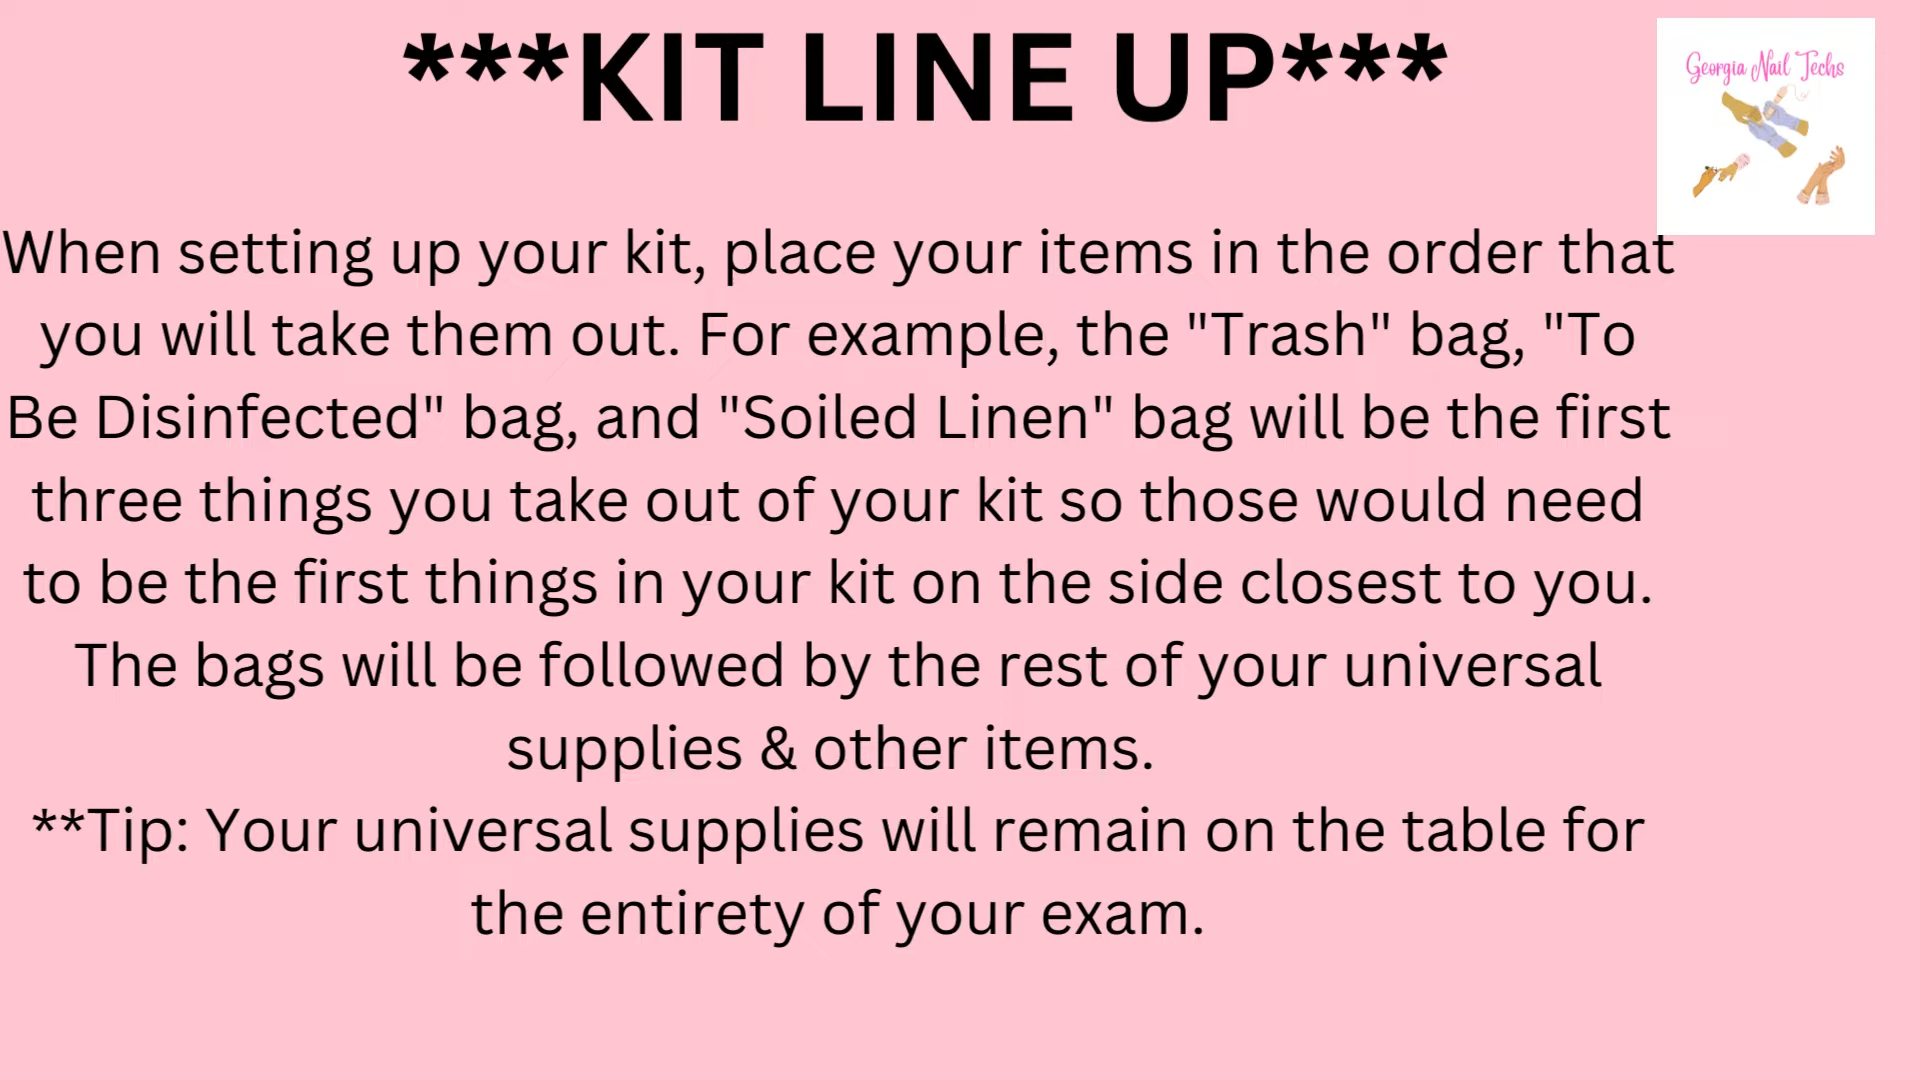 ***KIT LINE UP***
Georgia Nail Techs
When setting up your kit, place your items in the order that
you will take them out. For example, the "Trash" bag, "To
Be Disinfected" bag, and "Soiled Linen" bag will be the first
three things you take out of your kit so those would need
to be the first things in your kit on the side closest to you.
The bags will be followed by the rest of your universal
supplies & other items.
**Tip: Your universal supplies will remain on the table for
the entirety of your exam.